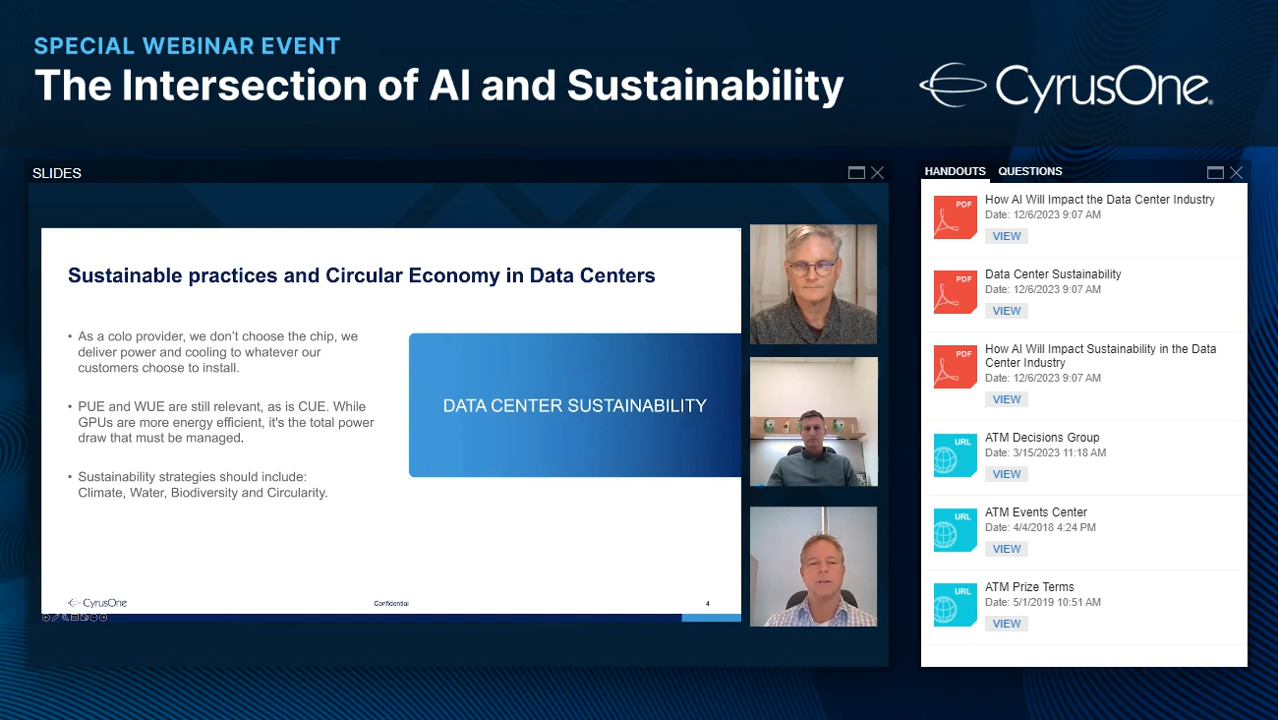 SPECIAL WEBINAR EVENT
The Intersection of AI and Sustainability
CyrusOne
SLIDES
Sustainable practices and Circular Economy in Data Centers
• As a colo provider, we don't choose the chip, we
deliver power and cooling to whatever our
customers choose to install.
• PUE and WUE are still relevant, as is CUE. While
GPUs are more energy efficient, it's the total power
draw that must be managed.
• Sustainability strategies should include:
Climate, Water, Biodiversity and Circularity.
DATA CENTER SUSTAINABILITY
CyrusOne
Confidential
4
HANDOUTS QUESTIONS
PDF
How AI Will Impact the Data Center Industry
Date: 12/6/2023 9:07 AM
VIEW
PDF
Data Center Sustainability
Date: 12/6/2023 9:07 AM
VIEW
PDF
How AI Will Impact Sustainability in the Data
Center Industry
Date: 12/6/2023 9:07 AM
VIEW
URL
ATM Decisions Group
Date: 3/15/2023 11:18 AM
VIEW
URL
ATM Events Center
Date: 4/4/2018 4:24 PM
VIEW
URL
ATM Prize Terms
Date: 5/1/2019 10:51 AM
VIEW